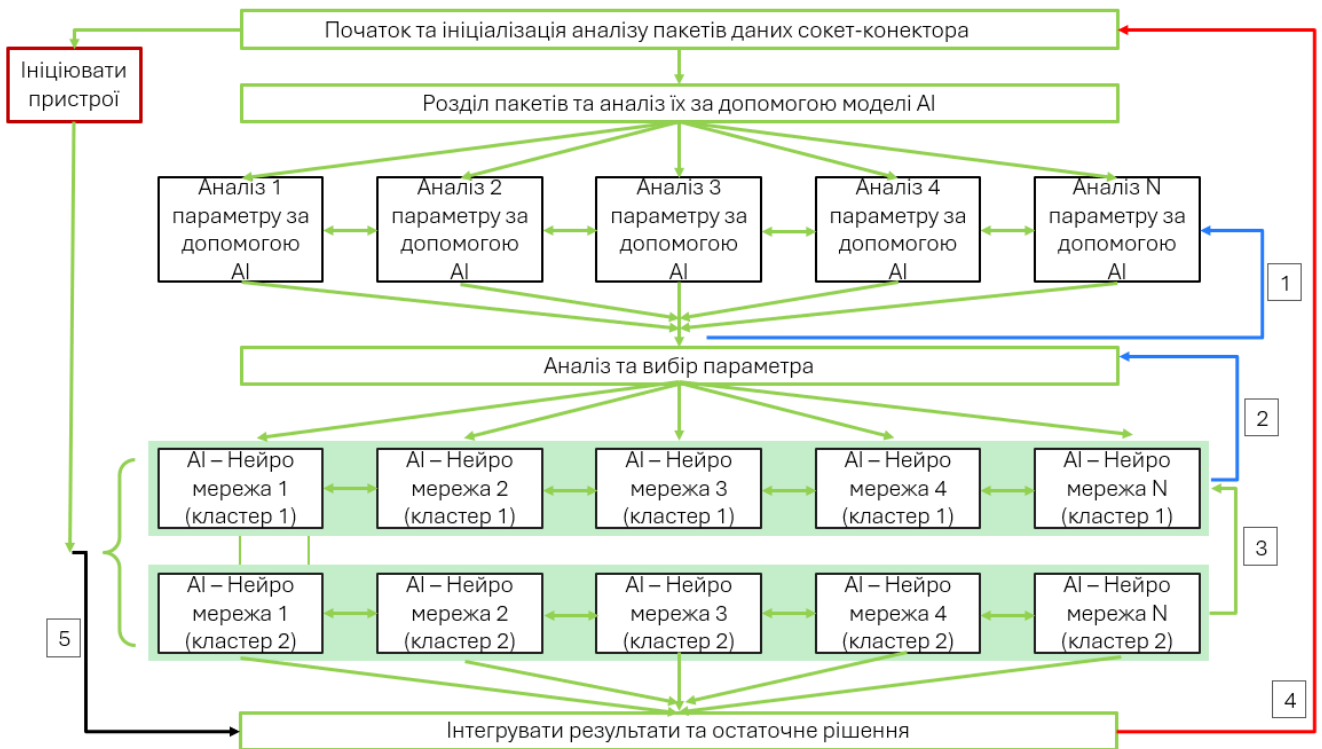 Початок та ініціалізація аналізу пакетів даних сокет-конектора
Ініціювати
пристрої
Розділ пакетів та аналіз їх за допомогою моделі АІ
Аналіз 1
параметру за
допомогою
АІ
Аналіз 2
параметру за
допомогою
АІ
Аналіз 3
параметру за
допомогою
АІ
Аналіз 4
параметру за
допомогою
АІ
Аналіз N
параметру за
допомогою
АІ
1
Аналіз та вибір параметра
2
АІ – Нейро
мережа 1
(кластер 1)
АІ – Нейро
мережа 2
(кластер 1)
АІ – Нейро
мережа 3
(кластер 1)
АІ – Нейро
мережа 4
(кластер 1)
АІ – Нейро
мережа N
(кластер 1)
3
АІ – Нейро
мережа 1
(кластер 2)
АІ – Нейро
мережа 2
(кластер 2)
АІ – Нейро
мережа 3
(кластер 2)
АІ – Нейро
мережа 4
(кластер 2)
АІ – Нейро
мережа N
(кластер 2)
5
4
Інтегрувати результати та остаточне рішення